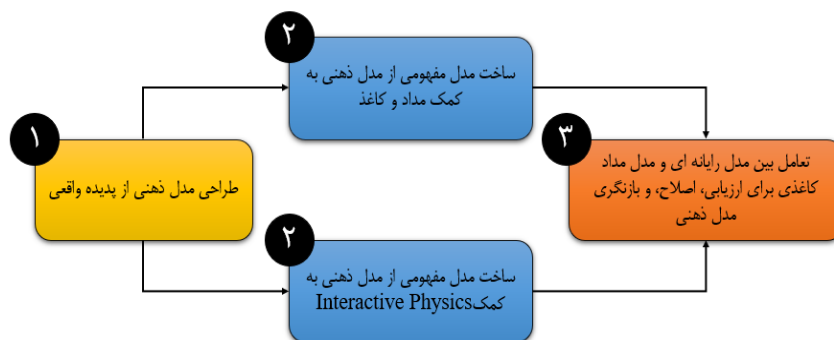 ۱
طراحی مدل ذهنی از پدیده واقعی
۲
ساخت مدل مفهومی از مدل ذهنی به
کمک مداد و کاغذ
۲
ساخت مدل مفهومی از مدل ذهنی به
کمکInteractive Physics
۳
تعامل بین مدل رایانه ای و مدل مداد
کاغذی برای ارزیابی، اصلاح، و بازنگری
مدل ذهنی